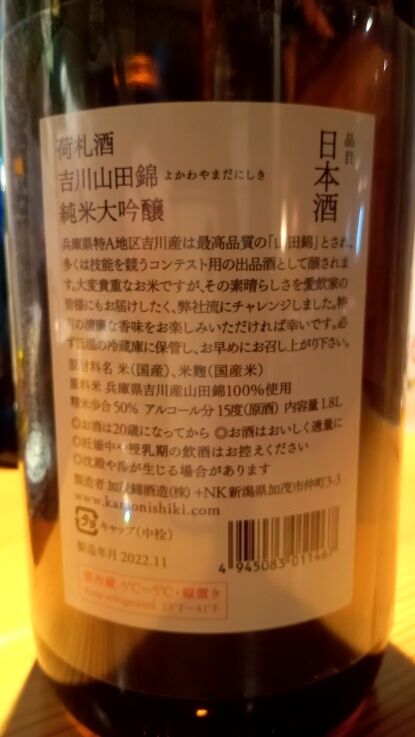 品目
日本酒
荷札酒
吉川山田錦 よかわやまだにしき
純米大吟醸
兵庫県特A地区吉川産は最高品質の「山田錦」とされ、
多くは技能を競うコンテスト用の出品酒として醸されま
す。大変貴重なお米ですが、その素晴らしさを愛飲家の
皆様にもお届けしたく、弊社流にチャレンジしました。特
有の清廉な香味をお楽しみいただければ幸いです。必
ず低温の冷蔵庫に保管し、お早めにお召し上がり下さい。
原材料名 米(国産)、米麹(国産米)
原料米 兵庫県吉川産山田錦100%使用
精米歩合50% アルコール分 15度(原酒) 内容量 1.8L
◎お酒は20歳になってから ◎お酒はおいしく適量に
◎妊娠中や授乳期の飲酒はお控えください
◎沈殿や滓が生じる場合があります
製造者 加茂錦酒造(株) +NK 新潟県加茂市仲町3-3
www.kamonishiki.com
プラ キャップ(中栓)
製造年月 2022.11
4 945083 011467
要冷蔵 -5℃~5℃・縦置き
Keep refrigerated 23°F~41°F